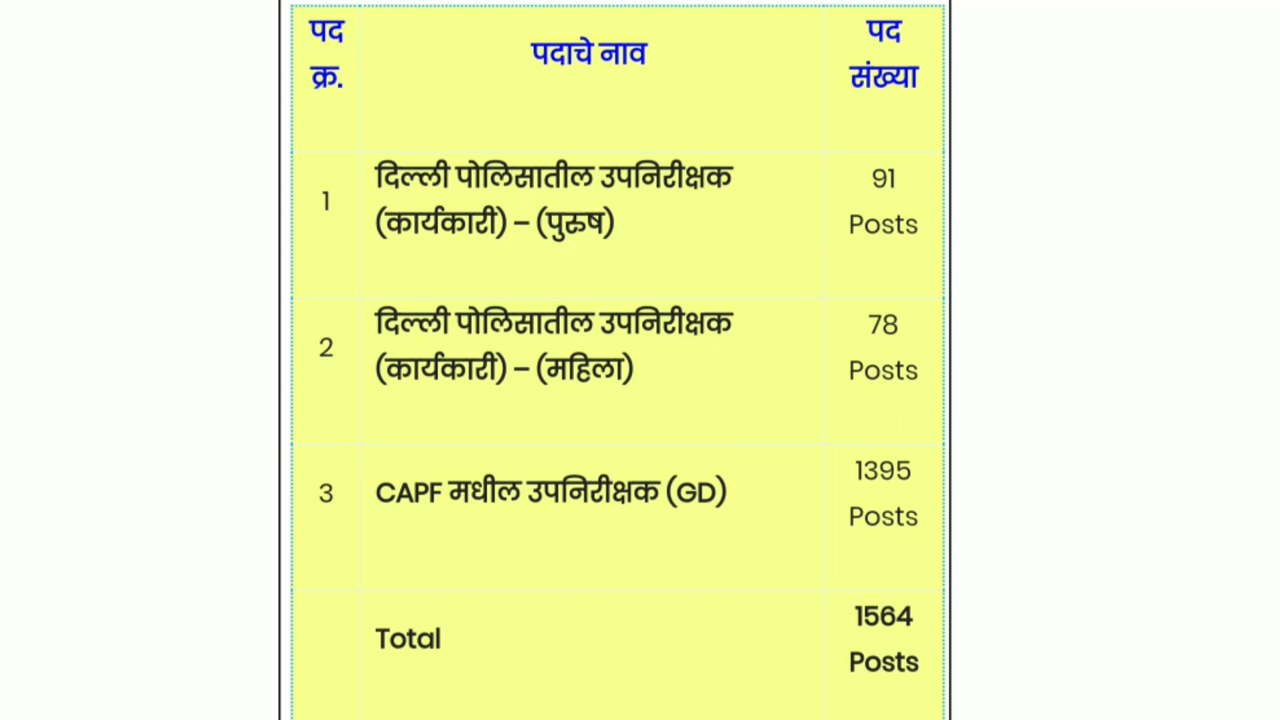 पद
क्र.
पदाचे नाव
पद
संख्या
1
दिल्ली पोलिसातील उपनिरीक्षक
(कार्यकारी) – (पुरुष)
91
Posts
2
दिल्ली पोलिसातील उपनिरीक्षक
(कार्यकारी) – (महिला)
78
Posts
3
CAPF मधील उपनिरीक्षक (GD)
1395
Posts
Total
1564
Posts